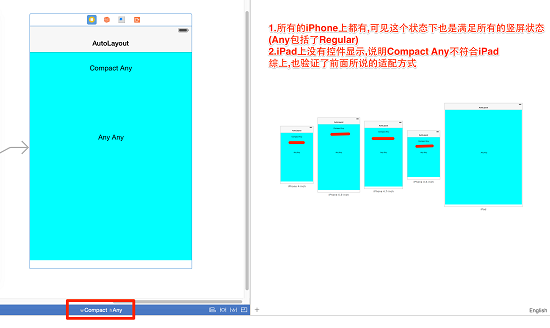 AutoLayout
Compact Any
Any Any
wCompact hAny
1.所有的iPhone上都有,可见这个状态下也是满足所有的竖屏状态
(Any包括了Regular)
2.iPad上没有控件显示,说明Compact Any不符合iPad
综上,也验证了前面所说的适配方式
English